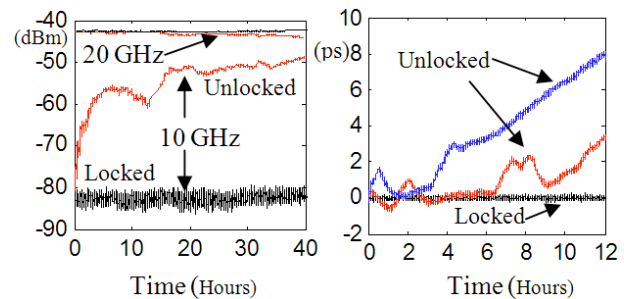 -40
(dBm)
-50
-60
-70
-80
-90
20 GHz
Unlocked
10 GHz
Locked
0 10 20 30 40
Time (Hours)
10
(ps)
8
6
4
2
0
-2
Unlocked
Locked
0 2 4 6 8 10 12
Time (Hours)